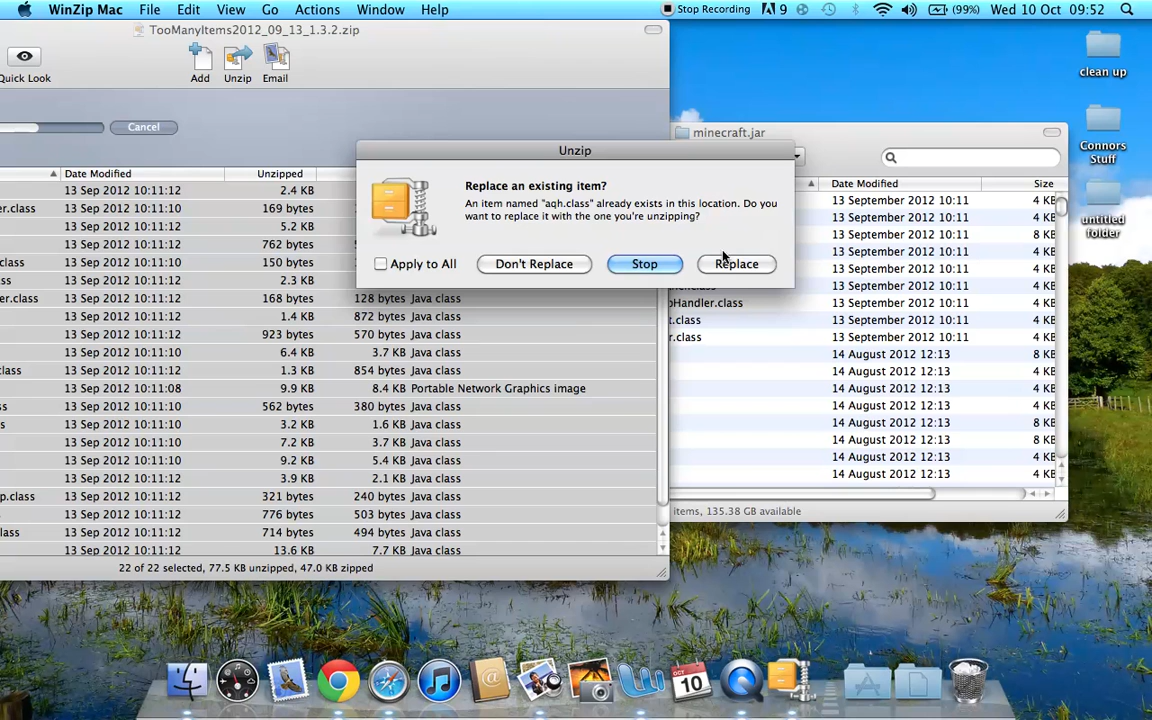 WinZip Mac File Edit View Go Actions Window Help Stop Recording 9 (99%) Wed 10 Oct 09:52
TooManyItems2012_09_13_1.3.2.zip
Quick Look Add Unzip Email
Cancel
Date Modified Unzipped
13 Sep 2012 10:11:12 2.4 KB
er.class 13 Sep 2012 10:11:12 169 bytes
13 Sep 2012 10:11:12 5.2 KB
13 Sep 2012 10:11:12 762 bytes
class 13 Sep 2012 10:11:12 150 bytes
13 Sep 2012 10:11:12 2.2 KB
er.class 13 Sep 2012 10:11:12 168 bytes 128 bytes Java class
13 Sep 2012 10:11:12 1.4 KB 872 bytes Java class
13 Sep 2012 10:11:12 923 bytes 570 bytes Java class
13 Sep 2012 10:11:10 6.4 KB 3.7 KB Java class
lass 13 Sep 2012 10:11:10 1.3 KB 854 bytes Java class
13 Sep 2012 10:11:08 9.9 KB 8.4 KB Portable Network Graphics image
s 13 Sep 2012 10:11:10 562 bytes 380 bytes Java class
13 Sep 2012 10:11:10 3.2 KB 1.6 KB Java class
13 Sep 2012 10:11:10 7.2 KB 3.7 KB Java class
13 Sep 2012 10:11:10 9.2 KB 5.4 KB Java class
13 Sep 2012 10:11:12 3.9 KB 2.1 KB Java class
p.class 13 Sep 2012 10:11:12 321 bytes 240 bytes Java class
13 Sep 2012 10:11:12 776 bytes 503 bytes Java class
lass 13 Sep 2012 10:11:12 714 bytes 494 bytes Java class
13 Sep 2012 10:11:12 13.6 KB 7.7 KB Java class
22 of 22 selected, 77.5 KB unzipped, 47.0 KB zipped
Unzip
Replace an existing item?
An item named "aqh.class" already exists in this location. Do you
want to replace it with the one you're unzipping?
Apply to All Don't Replace Stop Replace
minecraft.jar
Date Modified Size
13 September 2012 10:11 4 KB
13 September 2012 10:11 4 KB
13 September 2012 10:11 8 KB
13 September 2012 10:11 4 KB
13 September 2012 10:11 4 KB
13 September 2012 10:11 4 KB
pHandler.class 13 September 2012 10:11 4 KB
t.class 13 September 2012 10:11 4 KB
r.class 13 September 2012 10:11 4 KB
14 August 2012 12:13 8 KB
14 August 2012 12:13 4 KB
14 August 2012 12:13 4 KB
14 August 2012 12:13 4 KB
14 August 2012 12:13 8 KB
14 August 2012 12:13 8 KB
14 August 2012 12:13 4 KB
14 August 2012 12:13 4 KB
items, 135.38 GB available
clean up
Connors
Stuff
untitled
folder
OCT
10